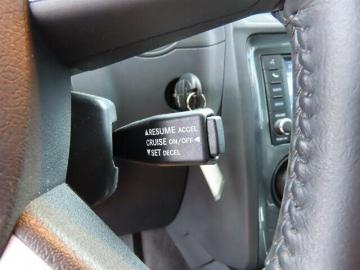 ▲RESUME ACCEL
CRUISE ON/OFF◄
▼SET DECEL